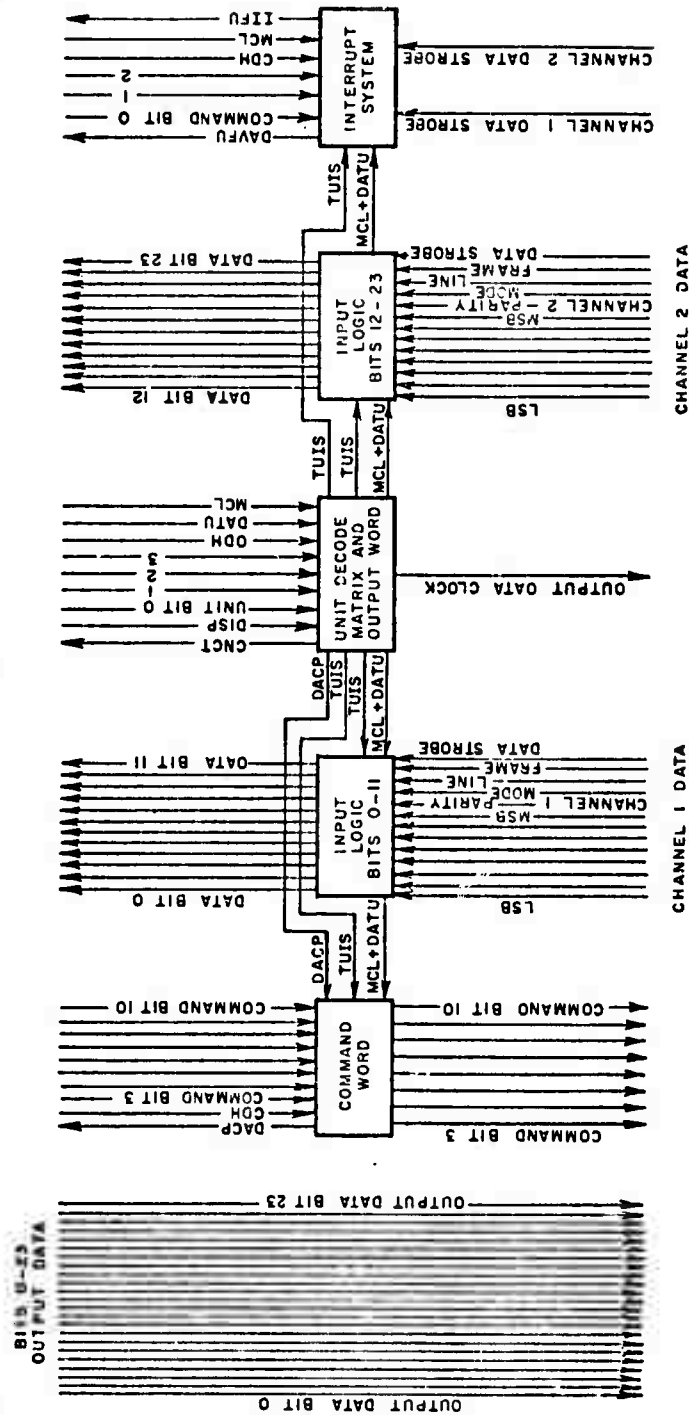 BITS 0-23
OUTPUT DATA
OUTPUT DATA BIT 0
OUTPUT DATA BIT 23
DACP
CDH
COMMAND BIT 3
COMMAND BIT 10
COMMAND
WORD
COMMAND BIT 3
COMMAND BIT 10
DACP
TUIS
MCL+DATU
DATA BIT 0
DATA BIT 11
INPUT
LOGIC
BITS 0-11
LSB
MSB
CHANNEL 1 PARITY
MODE
LINE
FRAME
DATA STROBE
CHANNEL 1 DATA
DACP
TUIS
TUIS
MCL+DATU
CNCT
DISP
UNIT BIT 0
1
2
3
ODH
DATU
MCL
UNIT DECODE
MATRIX AND
OUTPUT WORD
OUTPUT DATA CLOCK
TUIS
TUIS
MCL+DATU
DATA BIT 12
DATA BIT 23
INPUT
LOGIC
BITS 12-23
LSB
MSB
CHANNEL 2 - PARITY
MODE
LINE
FRAME
DATA STROBE
CHANNEL 2 DATA
TUIS
MCL+DATU
DAVFU
COMMAND BIT 0
1
2
CDH
MCL
IIFU
INTERRUPT
SYSTEM
CHANNEL 1 DATA STROBE
CHANNEL 2 DATA STROBE